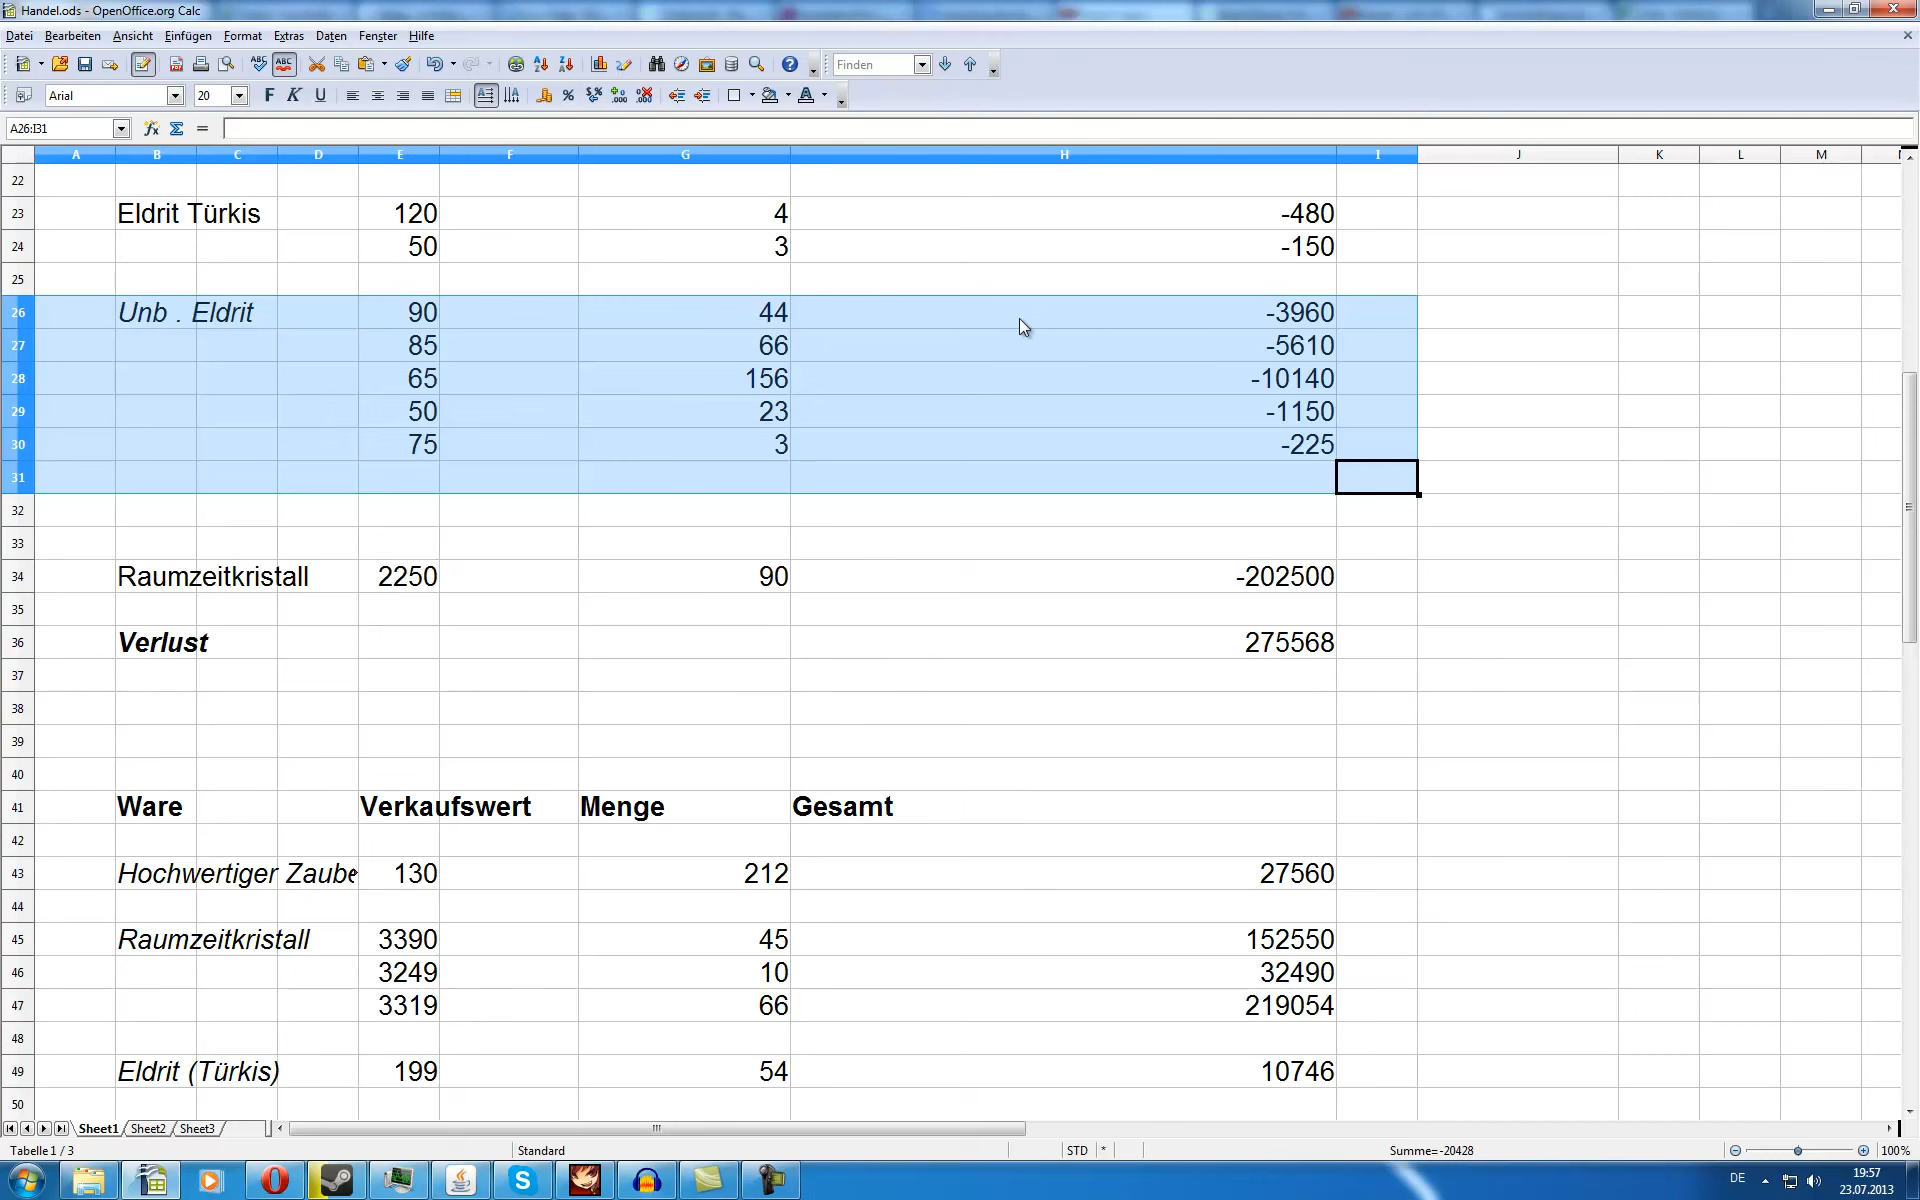 Handel.ods - OpenOffice.org Calc
Datei Bearbeiten Ansicht Einfügen Format Extras Daten Fenster Hilfe
Finden
Arial 20 F K U
A26:I31
A B C D E F G H I J K L M
22
23 Eldrit Türkis 120 4 -480
24 50 3 -150
25
26 Unb . Eldrit 90 44 -3960
27 85 66 -5610
28 65 156 -10140
29 50 23 -1150
30 75 3 -225
31
32
33
34 Raumzeitkristall 2250 90 -202500
35
36 Verlust 275568
37
38
39
40
41 Ware Verkaufswert Menge Gesamt
42
43 Hochwertiger Zaube 130 212 27560
44
45 Raumzeitkristall 3390 45 152550
46 3249 10 32490
47 3319 66 219054
48
49 Eldrit (Türkis) 199 54 10746
50
Sheet1 Sheet2 Sheet3
Tabelle 1 / 3 Standard STD * Summe=-20428 100%
DE 19:57
23.07.2013